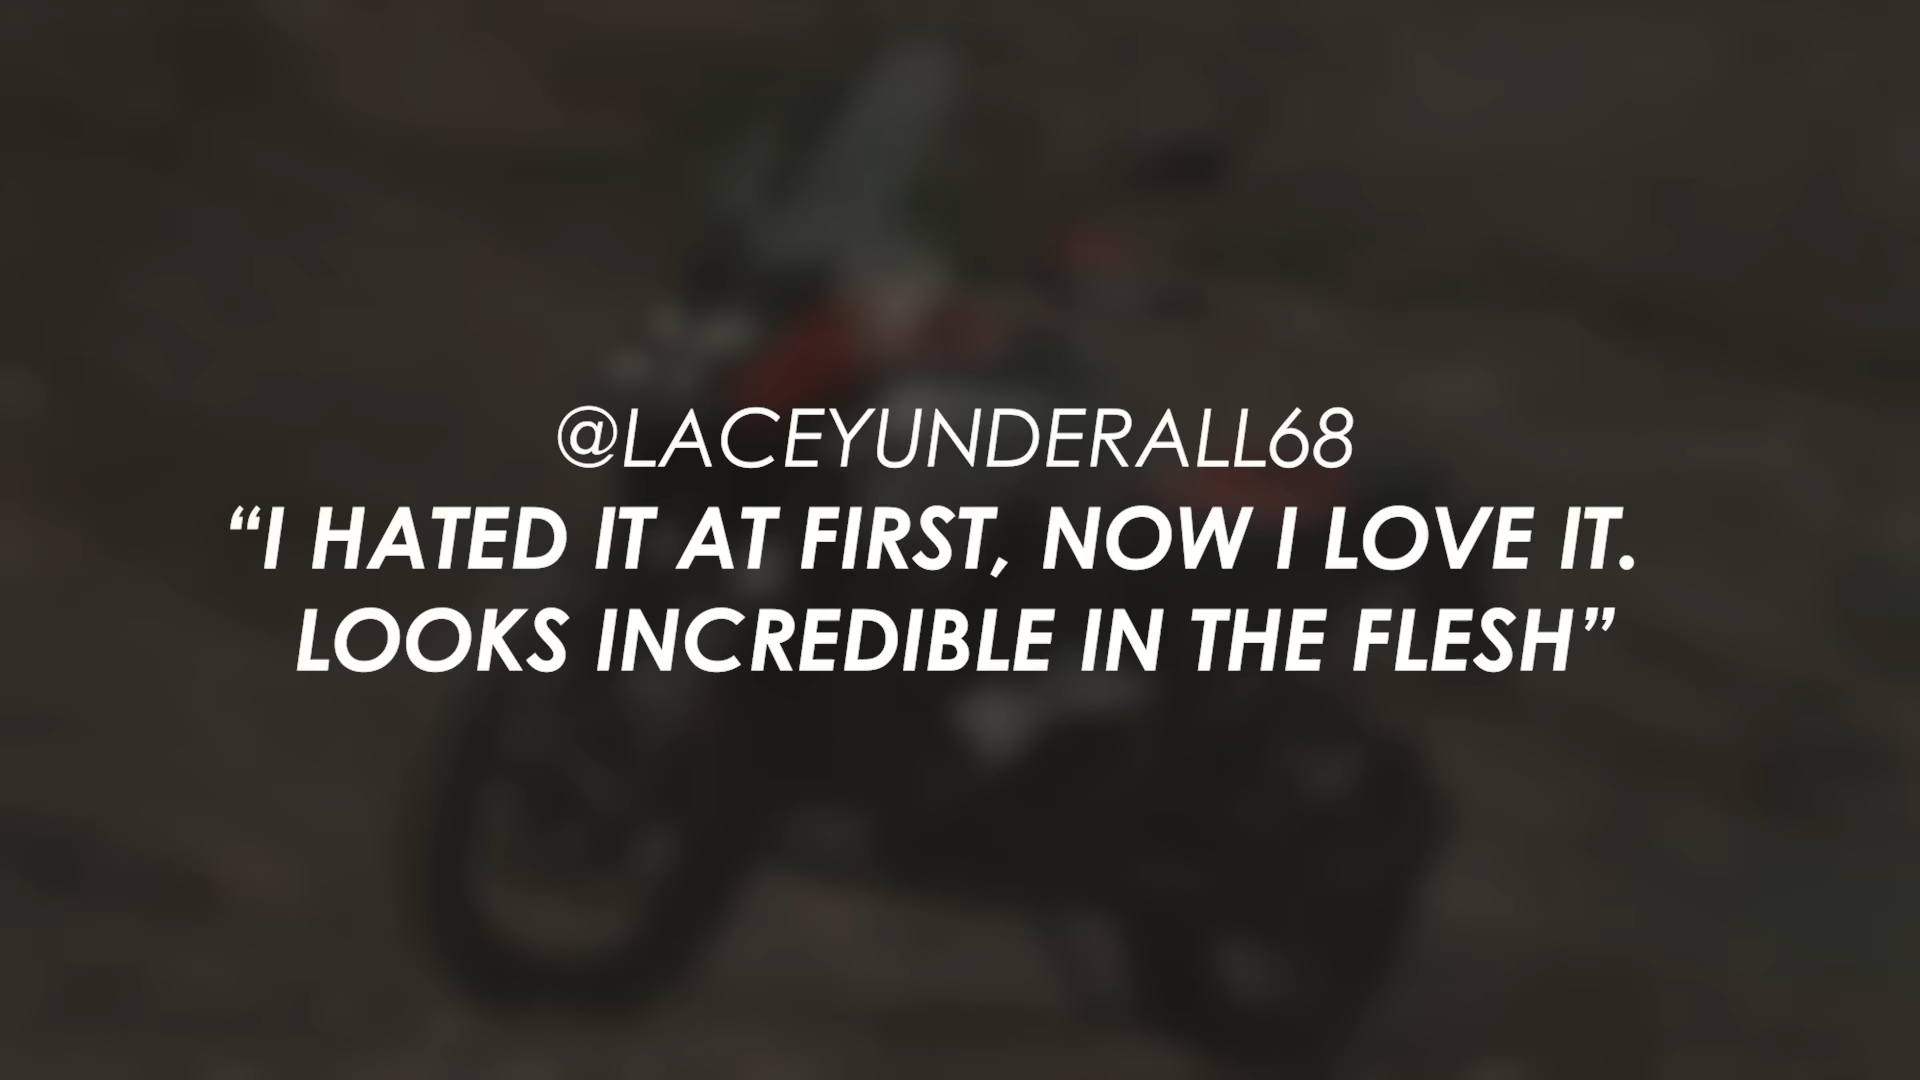 @LACEYUNDERALL68
“I HATED IT AT FIRST, NOW I LOVE IT.
LOOKS INCREDIBLE IN THE FLESH”